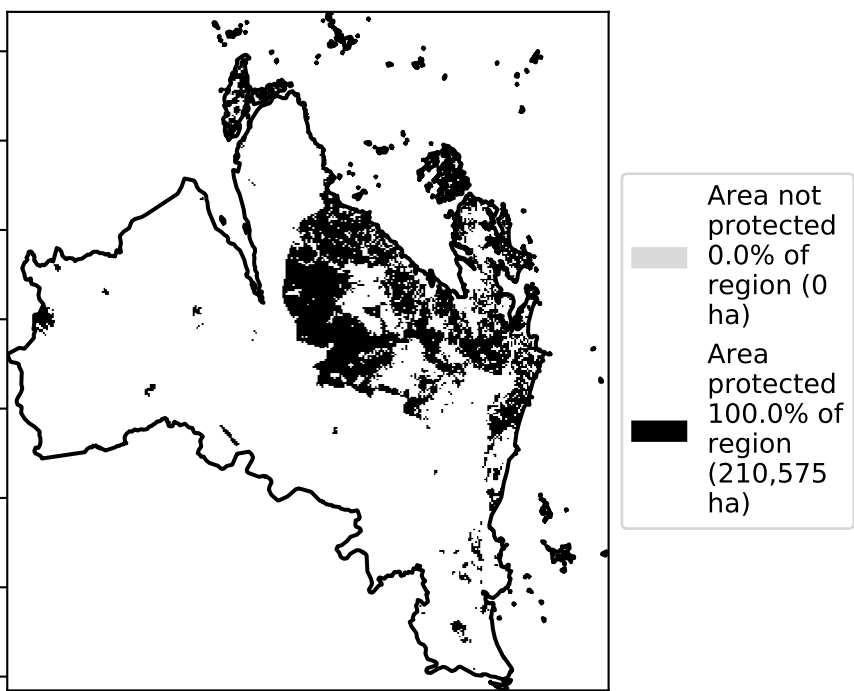 Area not
protected
0.0% of
region (0
ha)
Area
protected
100.0% of
region
(210,575
ha)